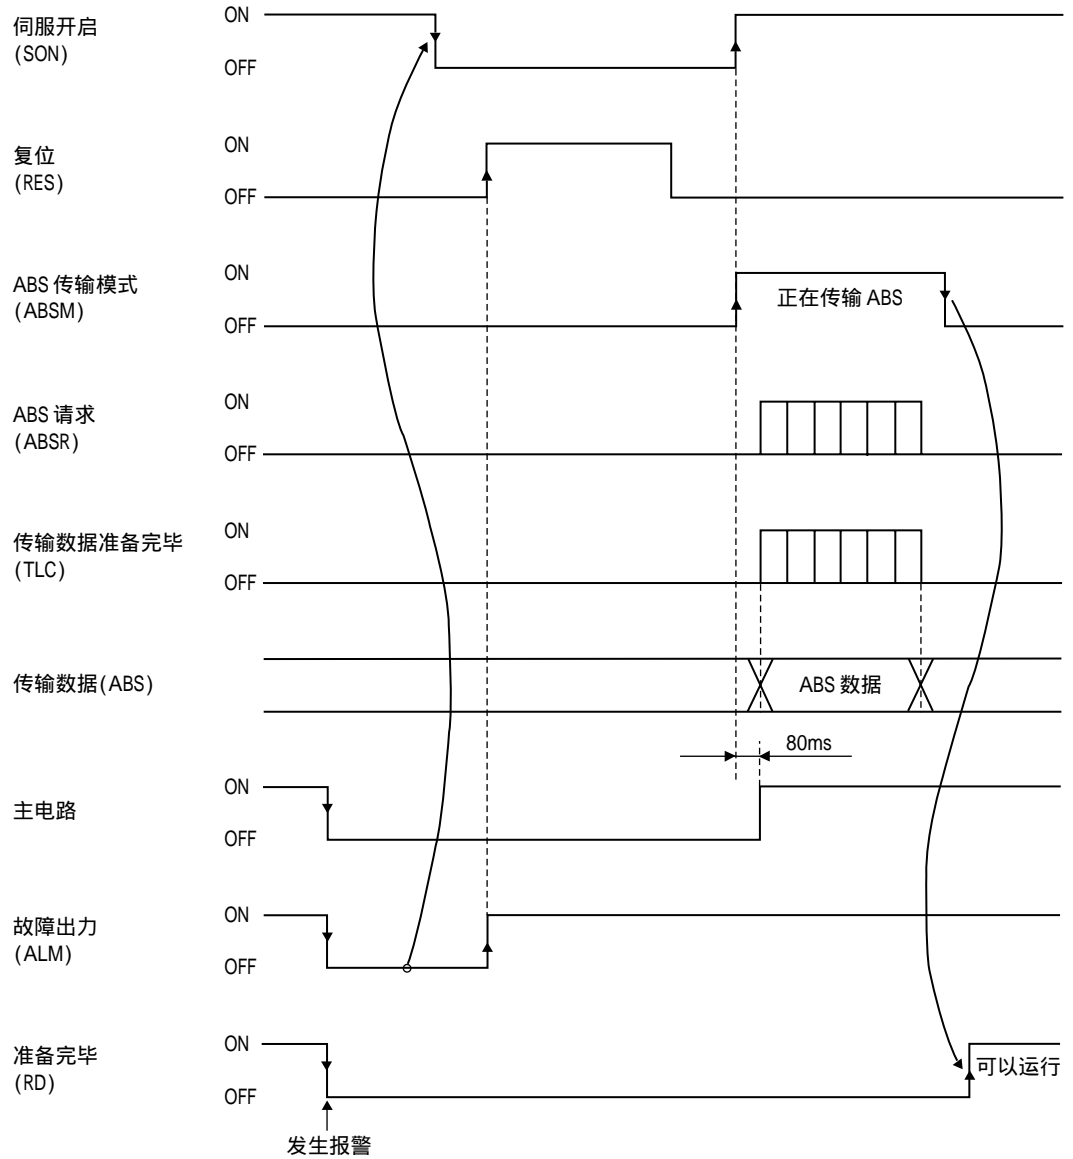 伺服开启
(SON)
ON
OFF
复位
(RES)
ON
OFF
ABS 传输模式
(ABSM)
ON
OFF
正在传输 ABS
ABS 请求
(ABSR)
ON
OFF
传输数据准备完毕
(TLC)
ON
OFF
传输数据(ABS)
ABS 数据
80ms
主电路
ON
OFF
故障出力
(ALM)
ON
OFF
准备完毕
(RD)
ON
OFF
可以运行
发生报警